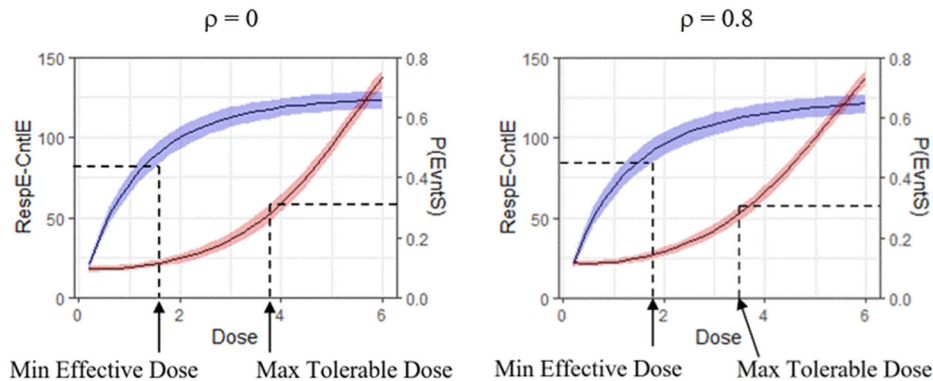 ρ = 0
ρ = 0.8
150
100
50
0
RespE-CntlE
0.8
0.6
0.4
0.2
0.0
P(EvntS)
0 2 4 6
Dose
Min Effective Dose
Max Tolerable Dose
150
100
50
0
RespE-CntlE
0.8
0.6
0.4
0.2
0.0
P(EvntS)
0 2 4 6
Dose
Min Effective Dose
Max Tolerable Dose